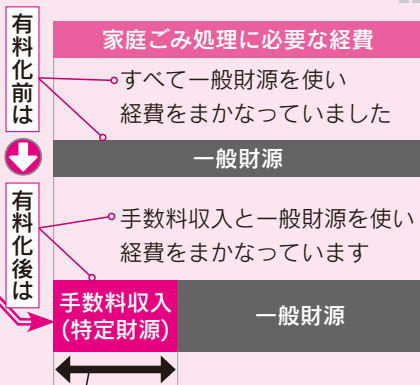 有料化前は
家庭ごみ処理に必要な経費
すべて一般財源を使い
経費をまかなっていました
一般財源
有料化後は
手数料収入と一般財源を使い
経費をまかなっています
手数料収入
(特定財源)
一般財源